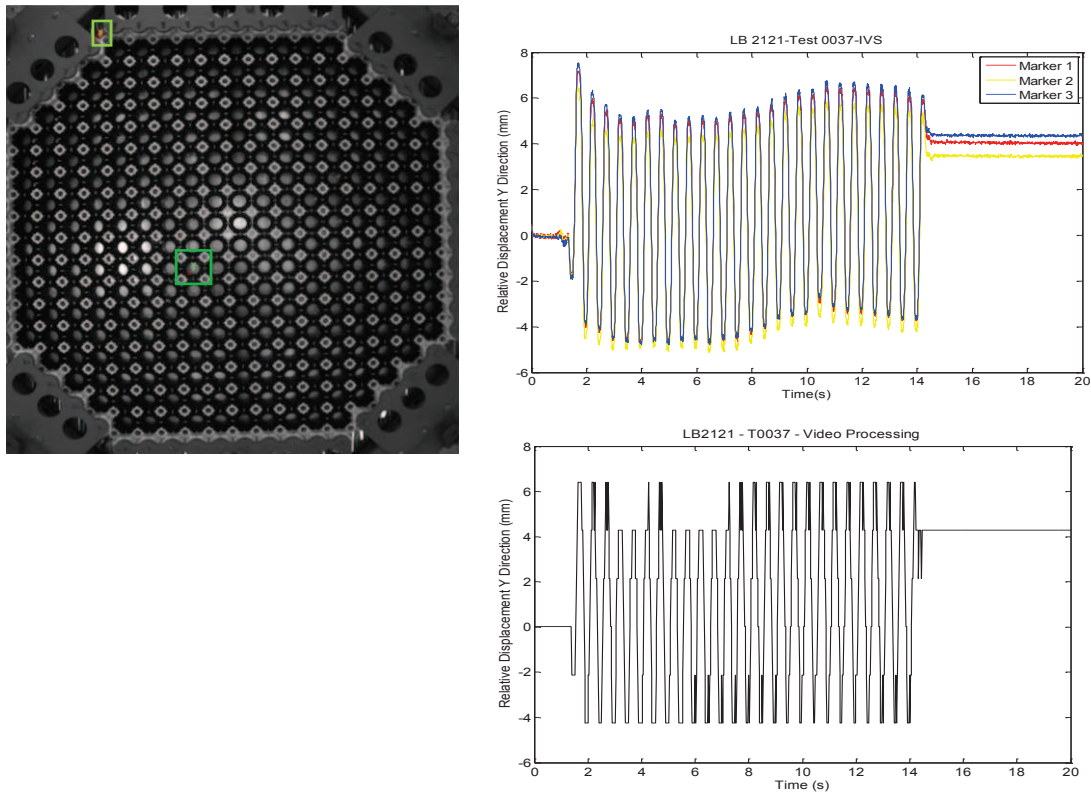 LB 2121-Test 0037-IVS
Relative Displacement Y Direction (mm)
8
6
4
2
0
-2
-4
-6
0 2 4 6 8 10 12 14 16 18 20
Time(s)
Marker 1
Marker 2
Marker 3
LB2121 - T0037 - Video Processing
Relative Displacement Y Direction (mm)
8
6
4
2
0
-2
-4
-6
0 2 4 6 8 10 12 14 16 18 20
Time (s)